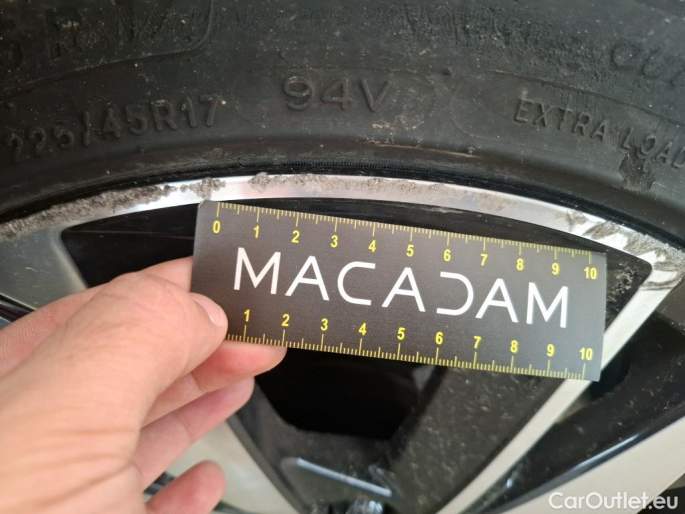 225/45R17 94V EXTRA LOAD
0 1 2 3 4 5 6 7 8 9 10
MACADAM
1 2 3 4 5 6 7 8 9 10
CarOutlet.eu